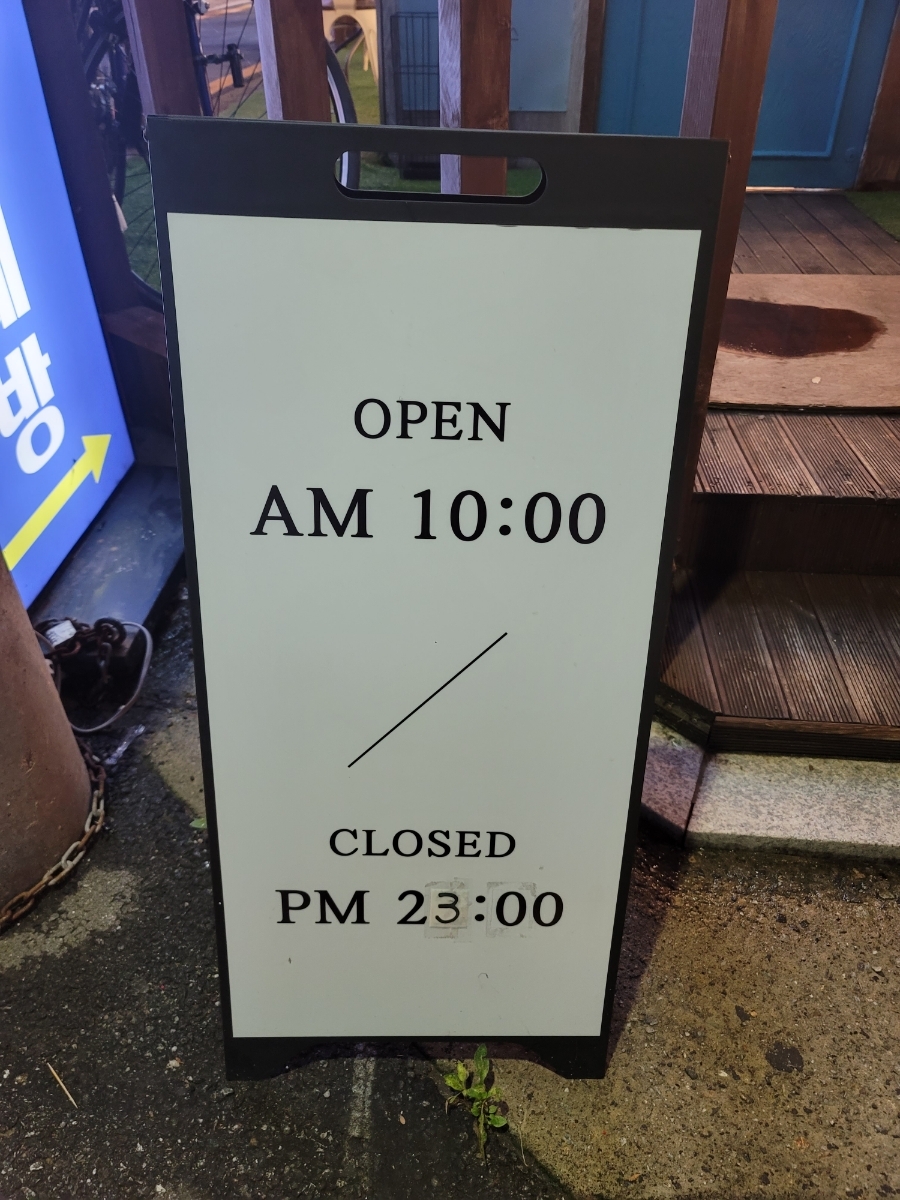 OPEN
AM 10:00
CLOSED
PM 23:00
방